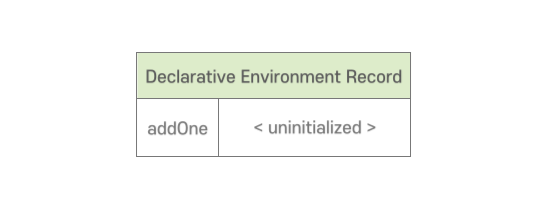 Declarative Environment Record
addOne
< uninitialized >